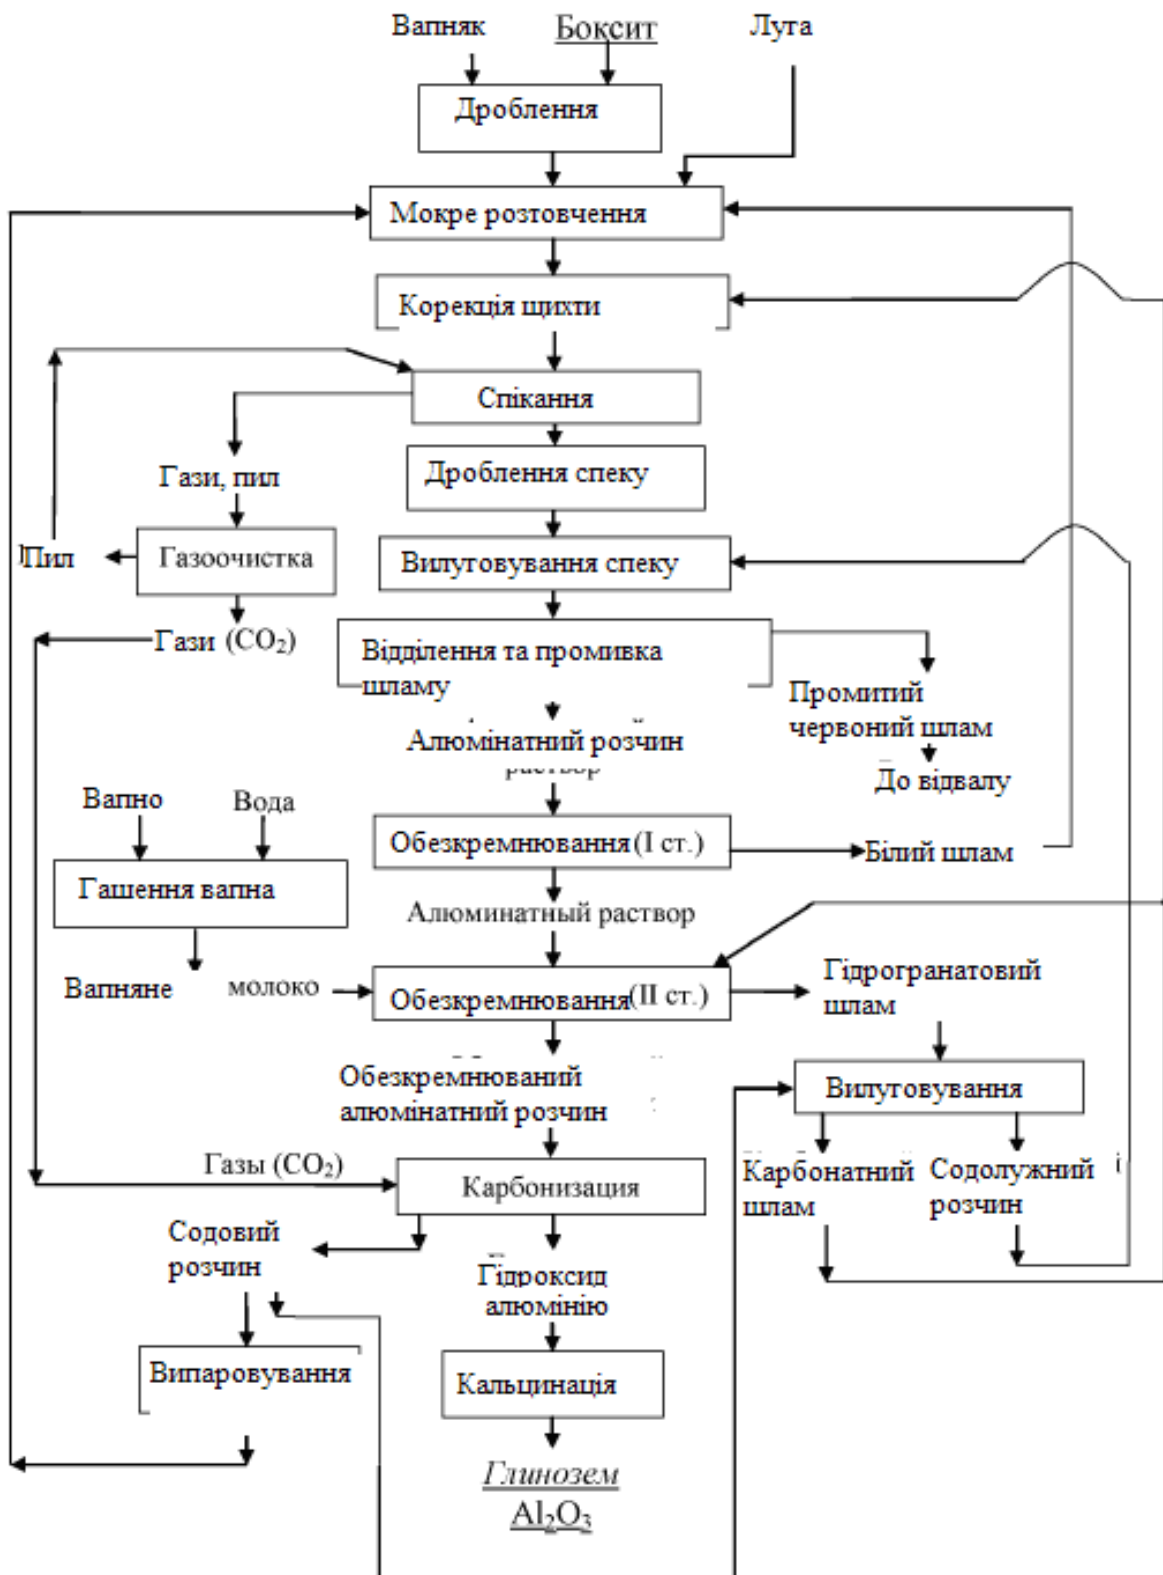 Вапняк
Боксит
Луга
Дроблення
Мокре розтовчення
Корекція щихти
Спікання
Дроблення спеку
Гази, пил
Газоочистка
Пил
Вилуговування спеку
Гази (CO₂)
Відділення та промивка
шламу
Промитий
червоний шлам
Алюмінатний розчин
До відвалу
Вапно
Вода
Обезкремнювання (I ст.)
Білий шлам
Гашення вапна
Алюминатный раствор
Вапняне молоко
Обезкремнювання (II ст.)
Гідрогранатовий
шлам
Обезкремнюваний
алюмінатний розчин
Вилуговування
Газы (CO₂)
Карбонизация
Карбонатний
шлам
Содолужний
розчин
Содовий
розчин
Гідроксид
алюмінію
Випаровування
Кальцинація
Глинозем
Al₂O₃